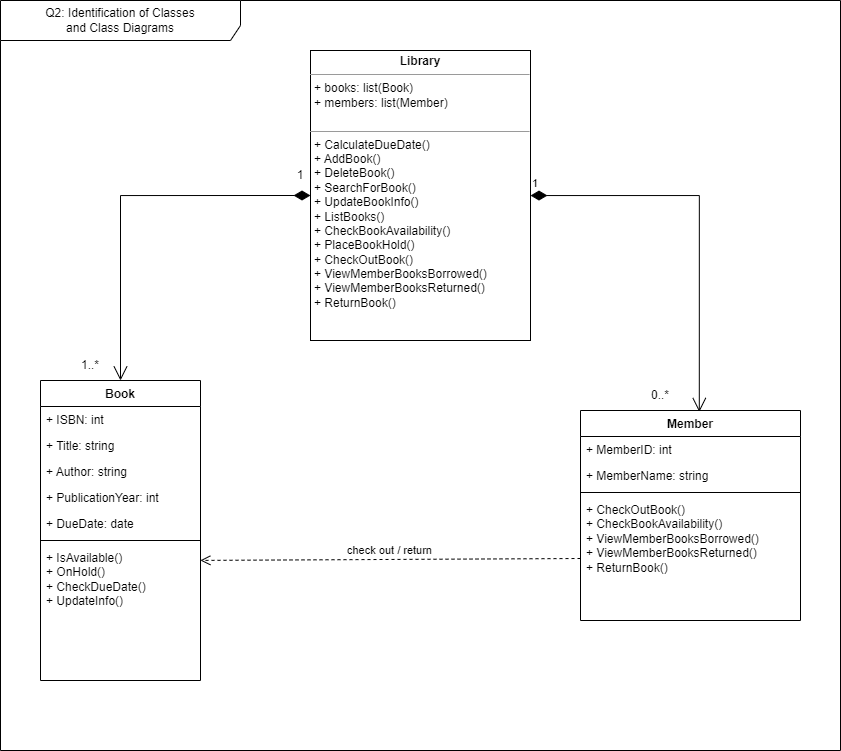 Q2: Identification of Classes
and Class Diagrams
Library
+ books: list(Book)
+ members: list(Member)
+ CalculateDueDate()
+ AddBook()
+ DeleteBook()
+ SearchForBook()
+ UpdateBookInfo()
+ ListBooks()
+ CheckBookAvailability()
+ PlaceBookHold()
+ CheckOutBook()
+ ViewMemberBooksBorrowed()
+ ViewMemberBooksReturned()
+ ReturnBook()
1
1
1..*
0..*
Book
+ ISBN: int
+ Title: string
+ Author: string
+ PublicationYear: int
+ DueDate: date
+ IsAvailable()
+ OnHold()
+ CheckDueDate()
+ UpdateInfo()
check out / return
Member
+ MemberID: int
+ MemberName: string
+ CheckOutBook()
+ CheckBookAvailability()
+ ViewMemberBooksBorrowed()
+ ViewMemberBooksReturned()
+ ReturnBook()